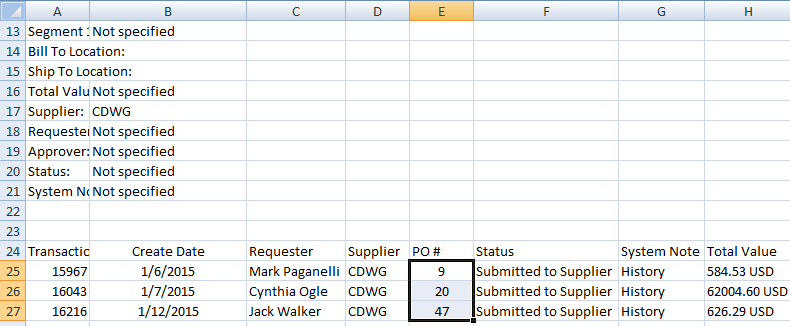 A B C D E F G H
13 Segment 1 Not specified
14 Bill To Location:
15 Ship To Location:
16 Total Valu Not specified
17 Supplier: CDWG
18 Requeste Not specified
19 Approver: Not specified
20 Status: Not specified
21 System No Not specified
22
23
24 Transactio Create Date Requester Supplier PO # Status System Note Total Value
25 15967 1/6/2015 Mark Paganelli CDWG 9 Submitted to Supplier History 584.53 USD
26 16043 1/7/2015 Cynthia Ogle CDWG 20 Submitted to Supplier History 62004.60 USD
27 16216 1/12/2015 Jack Walker CDWG 47 Submitted to Supplier History 626.29 USD